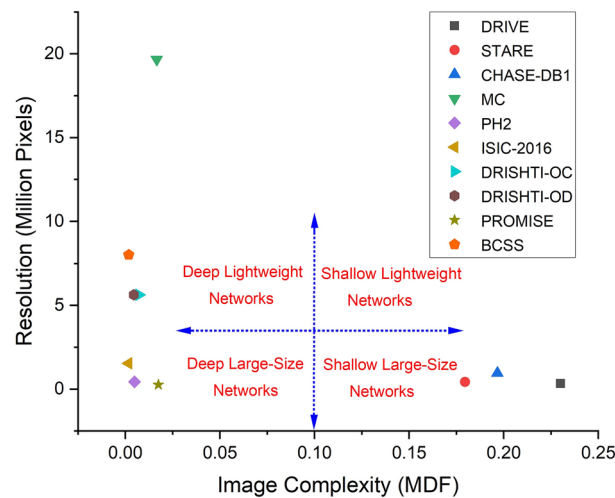 20
15
10
5
0
0.00
0.05
0.10
0.15
0.20
0.25
Resolution (Million Pixels)
Image Complexity (MDF)
DRIVE
STARE
CHASE-DB1
MC
PH2
ISIC-2016
DRISHTI-OC
DRISHTI-OD
PROMISE
BCSS
Deep Lightweight
Networks
Shallow Lightweight
Networks
Deep Large-Size
Networks
Shallow Large-Size
Networks